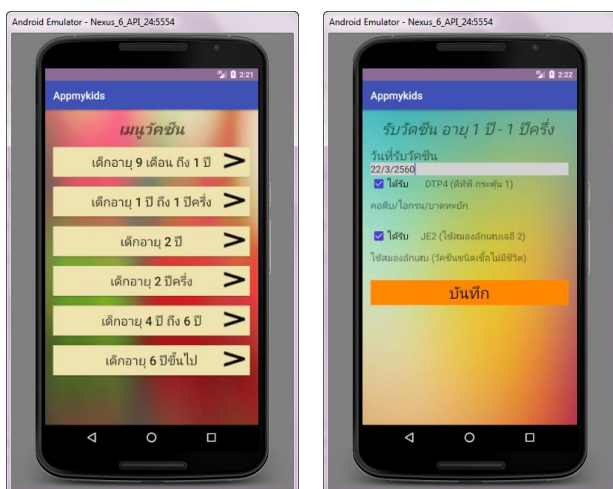 Android Emulator - Nexus_6_API_24:5554
2:21
Appmykids
เมนูวัคซีน
เด็กอายุ 9 เดือน ถึง 1 ปี >
เด็กอายุ 1 ปี ถึง 1 ปีครึ่ง >
เด็กอายุ 2 ปี >
เด็กอายุ 2 ปีครึ่ง >
เด็กอายุ 4 ปี ถึง 6 ปี >
เด็กอายุ 6 ปีขึ้นไป >
Android Emulator - Nexus_6_API_24:5554
2:22
Appmykids
รับวัดซีน อายุ 1 ปี - 1 ปีครึ่ง
วันที่รับวัคซีน
22/3/2560
ได้รับ DTP4 (ดีทีพี กระตุ้น 1)
คอตีบ/ไอกรน/บาดทะยัก
ได้รับ JE2 (ไข้สมองอักเสบเจอี 2)
ไข้สมองอักเสบ (วัคซีนชนิดเชื้อไม่มีชีวิต)
บันทึก